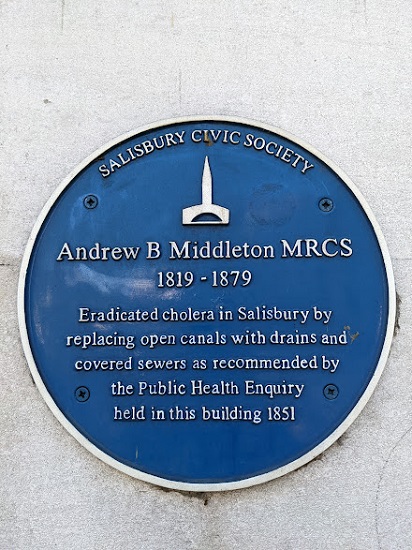 SALISBURY CIVIC SOCIETY
Andrew B Middleton MRCS
1819 - 1879
Eradicated cholera in Salisbury by
replacing open canals with drains and
covered sewers as recommended by
the Public Health Enquiry
held in this building 1851